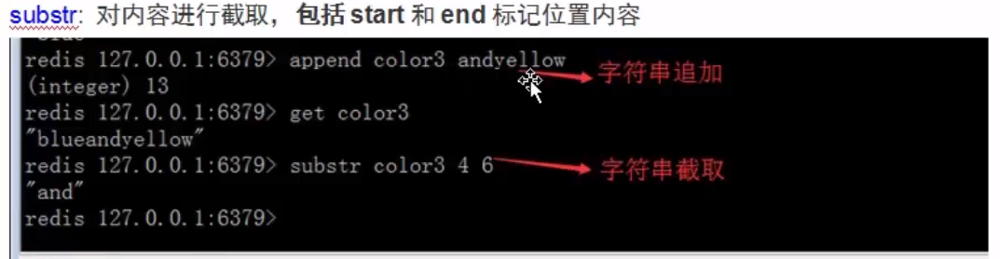 substr: 对内容进行截取，包括 start 和 end 标记位置内容
redis 127.0.0.1:6379> append color3 andyellow
字符串追加
(integer) 13
redis 127.0.0.1:6379> get color3
"blueandyellow"
redis 127.0.0.1:6379> substr color3 4 6
字符串截取
"and"
redis 127.0.0.1:6379>